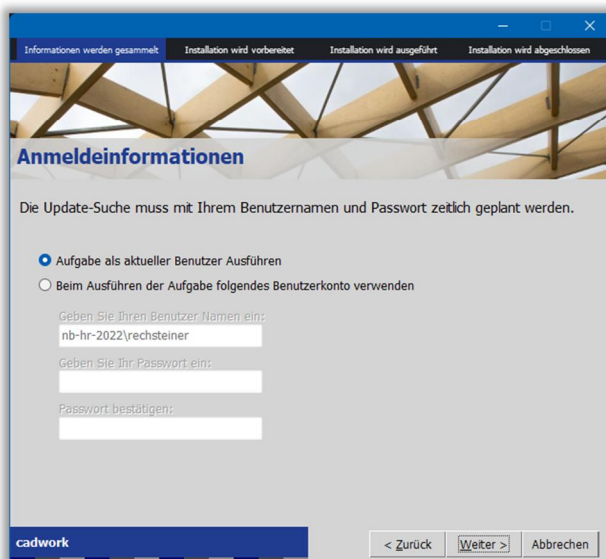 Informationen werden gesammelt Installation wird vorbereitet Installation wird ausgeführt Installation wird abgeschlossen
Anmeldeinformationen
Die Update-Suche muss mit Ihrem Benutzernamen und Passwort zeitlich geplant werden.
Aufgabe als aktueller Benutzer Ausführen
Beim Ausführen der Aufgabe folgendes Benutzerkonto verwenden
Geben Sie Ihren Benutzer Namen ein:
nb-hr-2022\rechsteiner
Geben Sie Ihr Passwort ein:
Passwort bestätigen:
cadwork < Zurück Weiter > Abbrechen